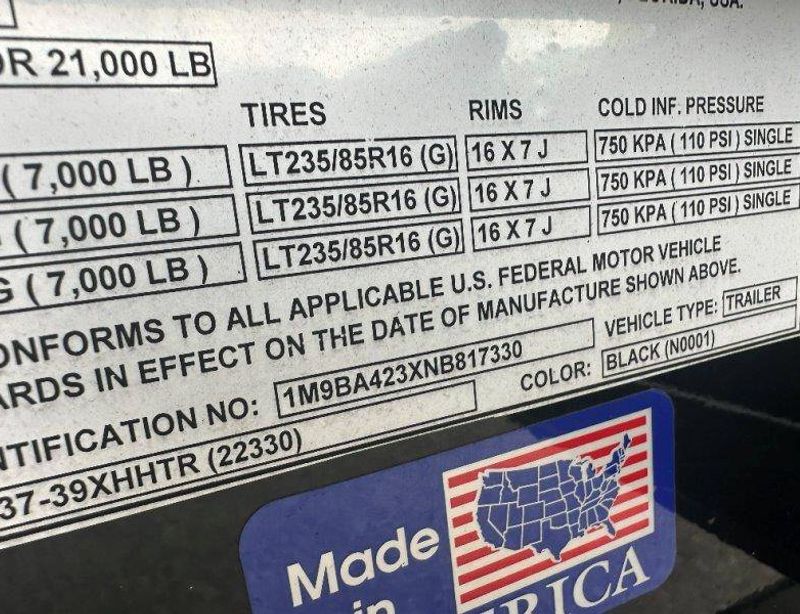 FLORIDA, USA.
OR 21,000 LB
TIRES RIMS COLD INF. PRESSURE
( 7,000 LB ) LT235/85R16 (G) 16 X 7 J 750 KPA ( 110 PSI ) SINGLE
( 7,000 LB ) LT235/85R16 (G) 16 X 7 J 750 KPA ( 110 PSI ) SINGLE
G ( 7,000 LB ) LT235/85R16 (G) 16 X 7 J 750 KPA ( 110 PSI ) SINGLE
ONFORMS TO ALL APPLICABLE U.S. FEDERAL MOTOR VEHICLE
ARDS IN EFFECT ON THE DATE OF MANUFACTURE SHOWN ABOVE.
NTIFICATION NO: 1M9BA423XNB817330 VEHICLE TYPE: TRAILER
37-39XHHTR (22330) COLOR: BLACK (N0001)
Made
in
ERICA